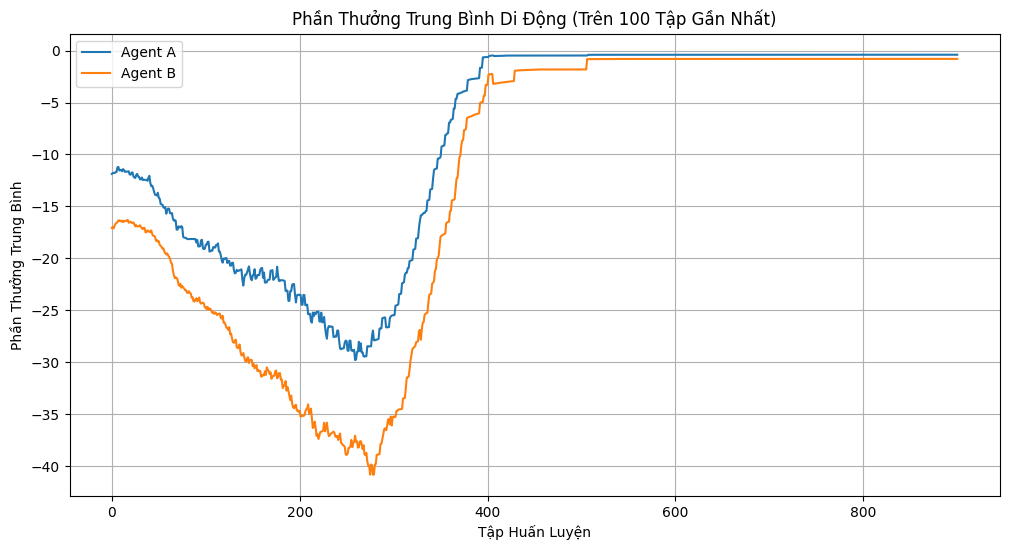 Phần Thưởng Trung Bình Di Động (Trên 100 Tập Gần Nhất)
Agent A
Agent B
Phần Thưởng Trung Bình
0
−5
−10
−15
−20
−25
−30
−35
−40
0 200 400 600 800
Tập Huấn Luyện